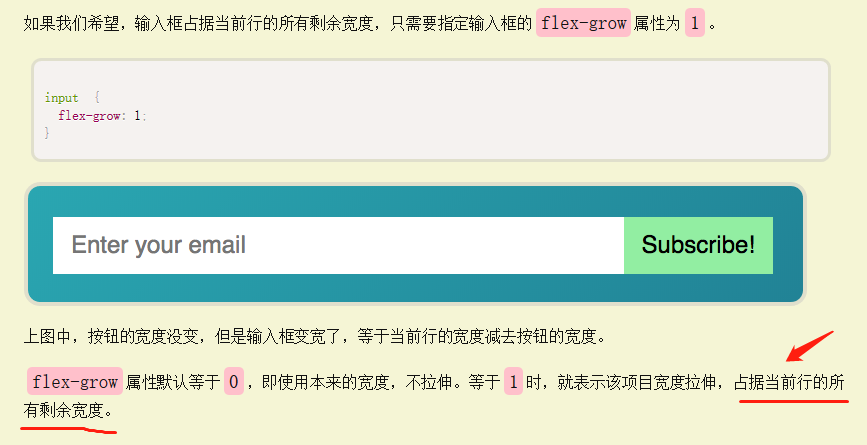 如果我们希望，输入框占据当前行的所有剩余宽度，只需要指定输入框的 flex-grow 属性为 1 。
input {
flex-grow: 1;
}
Enter your email Subscribe!
上图中，按钮的宽度没变，但是输入框变宽了，等于当前行的宽度减去按钮的宽度。
flex-grow 属性默认等于 0 ，即使用本来的宽度，不拉伸。等于 1 时，就表示该项目宽度拉伸，占据当前行的所
有剩余宽度。